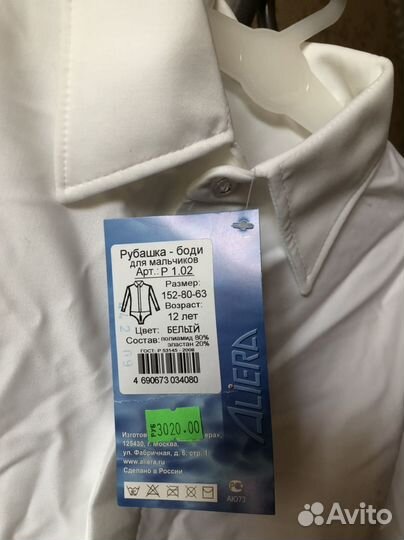 Рубашка - боди
для мальчиков
Арт.: Р 1.02
Размер:
152-80-63
Возраст:
12 лет
Цвет: БЕЛЫЙ
Состав: полиамид 80%
эластан 20%
ГОСТ: Р 53145 - 2008
4 690673 034080
РУБ 3020.00
ALIERA
Изготов
125430, г. Москва,
ул. Фабричная, д. 6, стр. 1
www.aliera.ru
Сделано в России
АЮ73
Avito